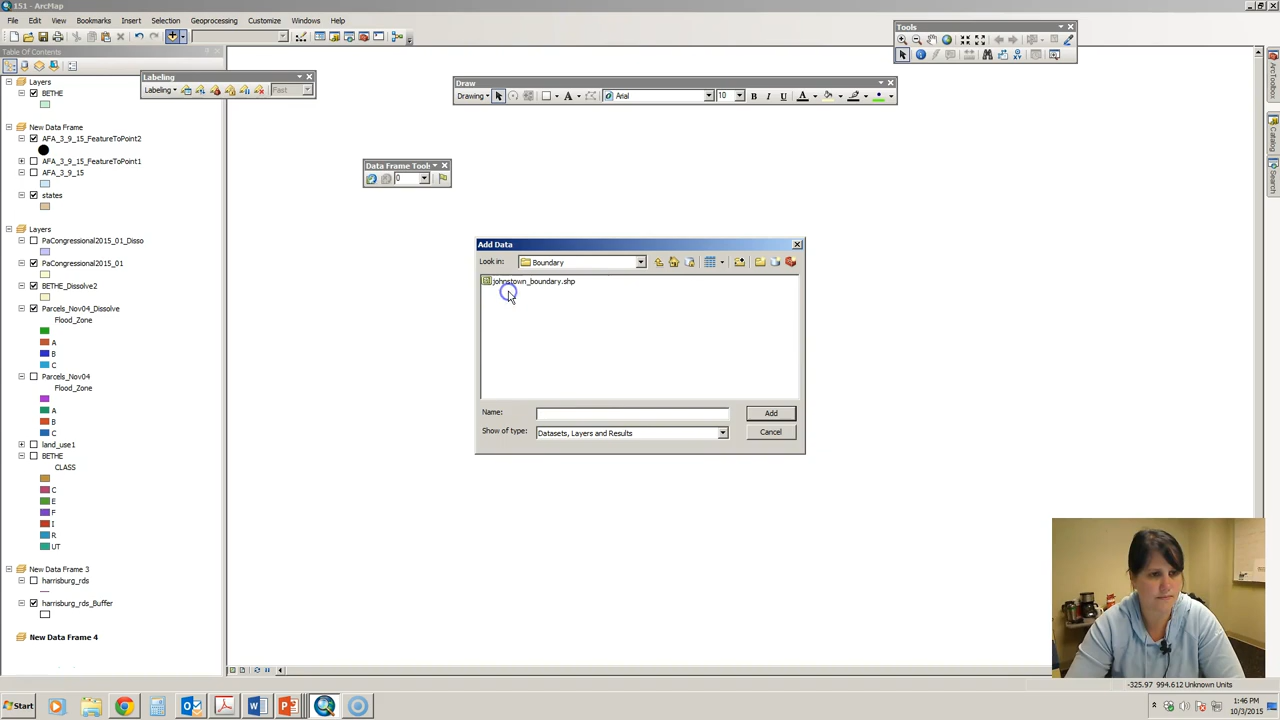 151 - ArcMap
File Edit View Bookmarks Insert Selection Geoprocessing Customize Windows Help
Tools
Table Of Contents
Labeling
Labeling Fast
Draw
Drawing A Arial 10 B I U A
Data Frame Tools
0
Layers
BETHE
New Data Frame
AFA_3_9_15_FeatureToPoint2
AFA_3_9_15_FeatureToPoint1
AFA_3_9_15
states
Layers
PaCongressional2015_01_Disso
PaCongressional2015_01
BETHE_Dissolve2
Parcels_Nov04_Dissolve
Flood_Zone
A
B
C
Parcels_Nov04
Flood_Zone
A
B
C
land_use1
BETHE
CLASS
C
E
F
I
R
UT
New Data Frame 3
harrisburg_rds
harrisburg_rds_Buffer
New Data Frame 4
Add Data
Look in: Boundary
johnstown_boundary.shp
Name:
Add
Show of type: Datasets, Layers and Results
Cancel
ArcToolbox
Catalog
Search
-325.97 994.612 Unknown Units
Start
1:46 PM
10/3/2015